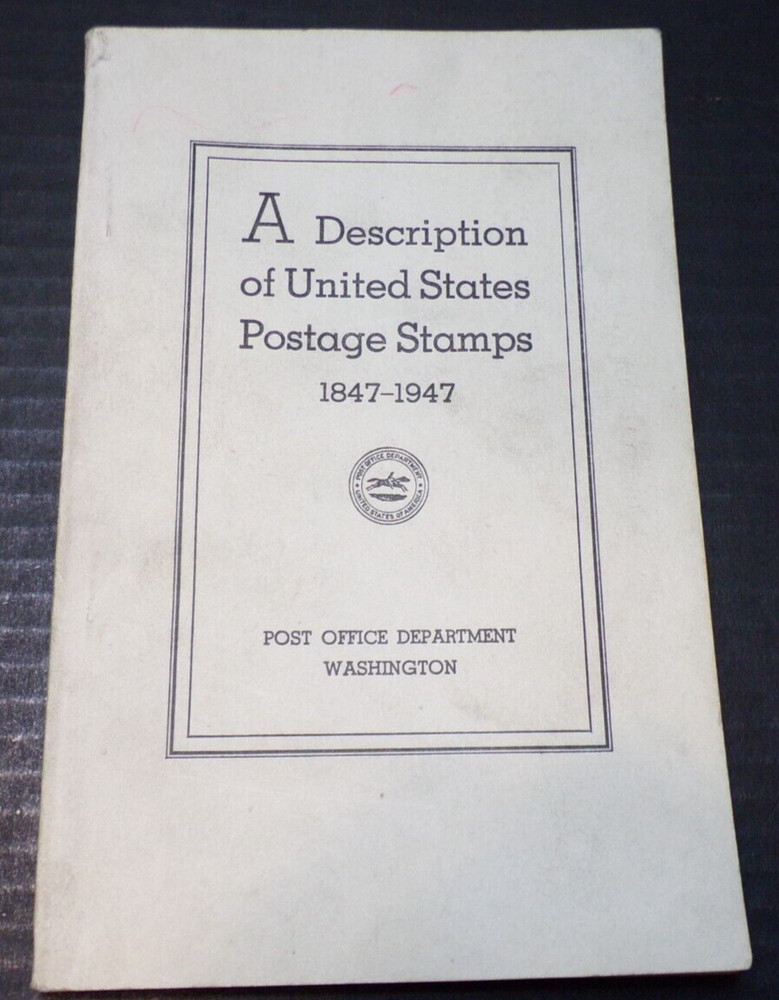 A Description
of United States
Postage Stamps
1847–1947
POST OFFICE DEPARTMENT
UNITED STATES OF AMERICA
POST OFFICE DEPARTMENT
WASHINGTON